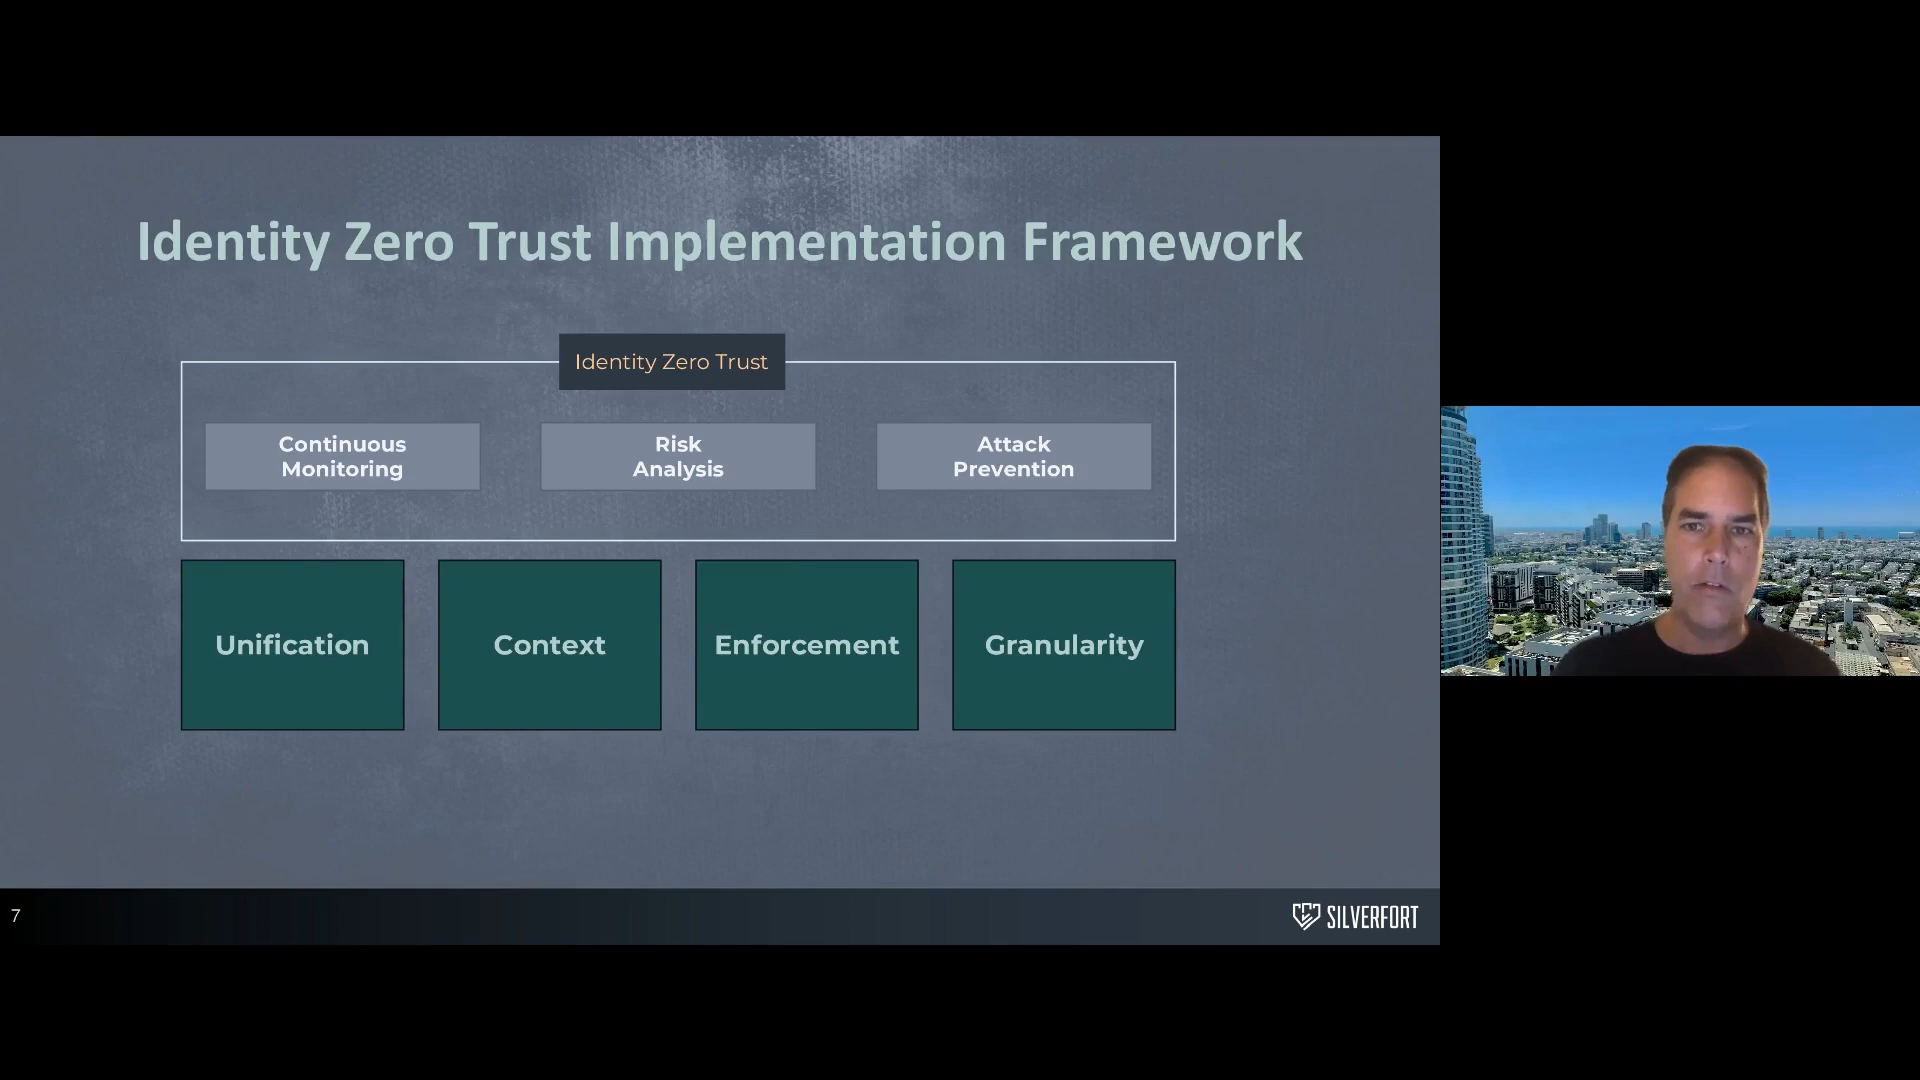 Identity Zero Trust Implementation Framework
Identity Zero Trust
Continuous
Monitoring
Risk
Analysis
Attack
Prevention
Unification
Context
Enforcement
Granularity
7
SILVERFORT